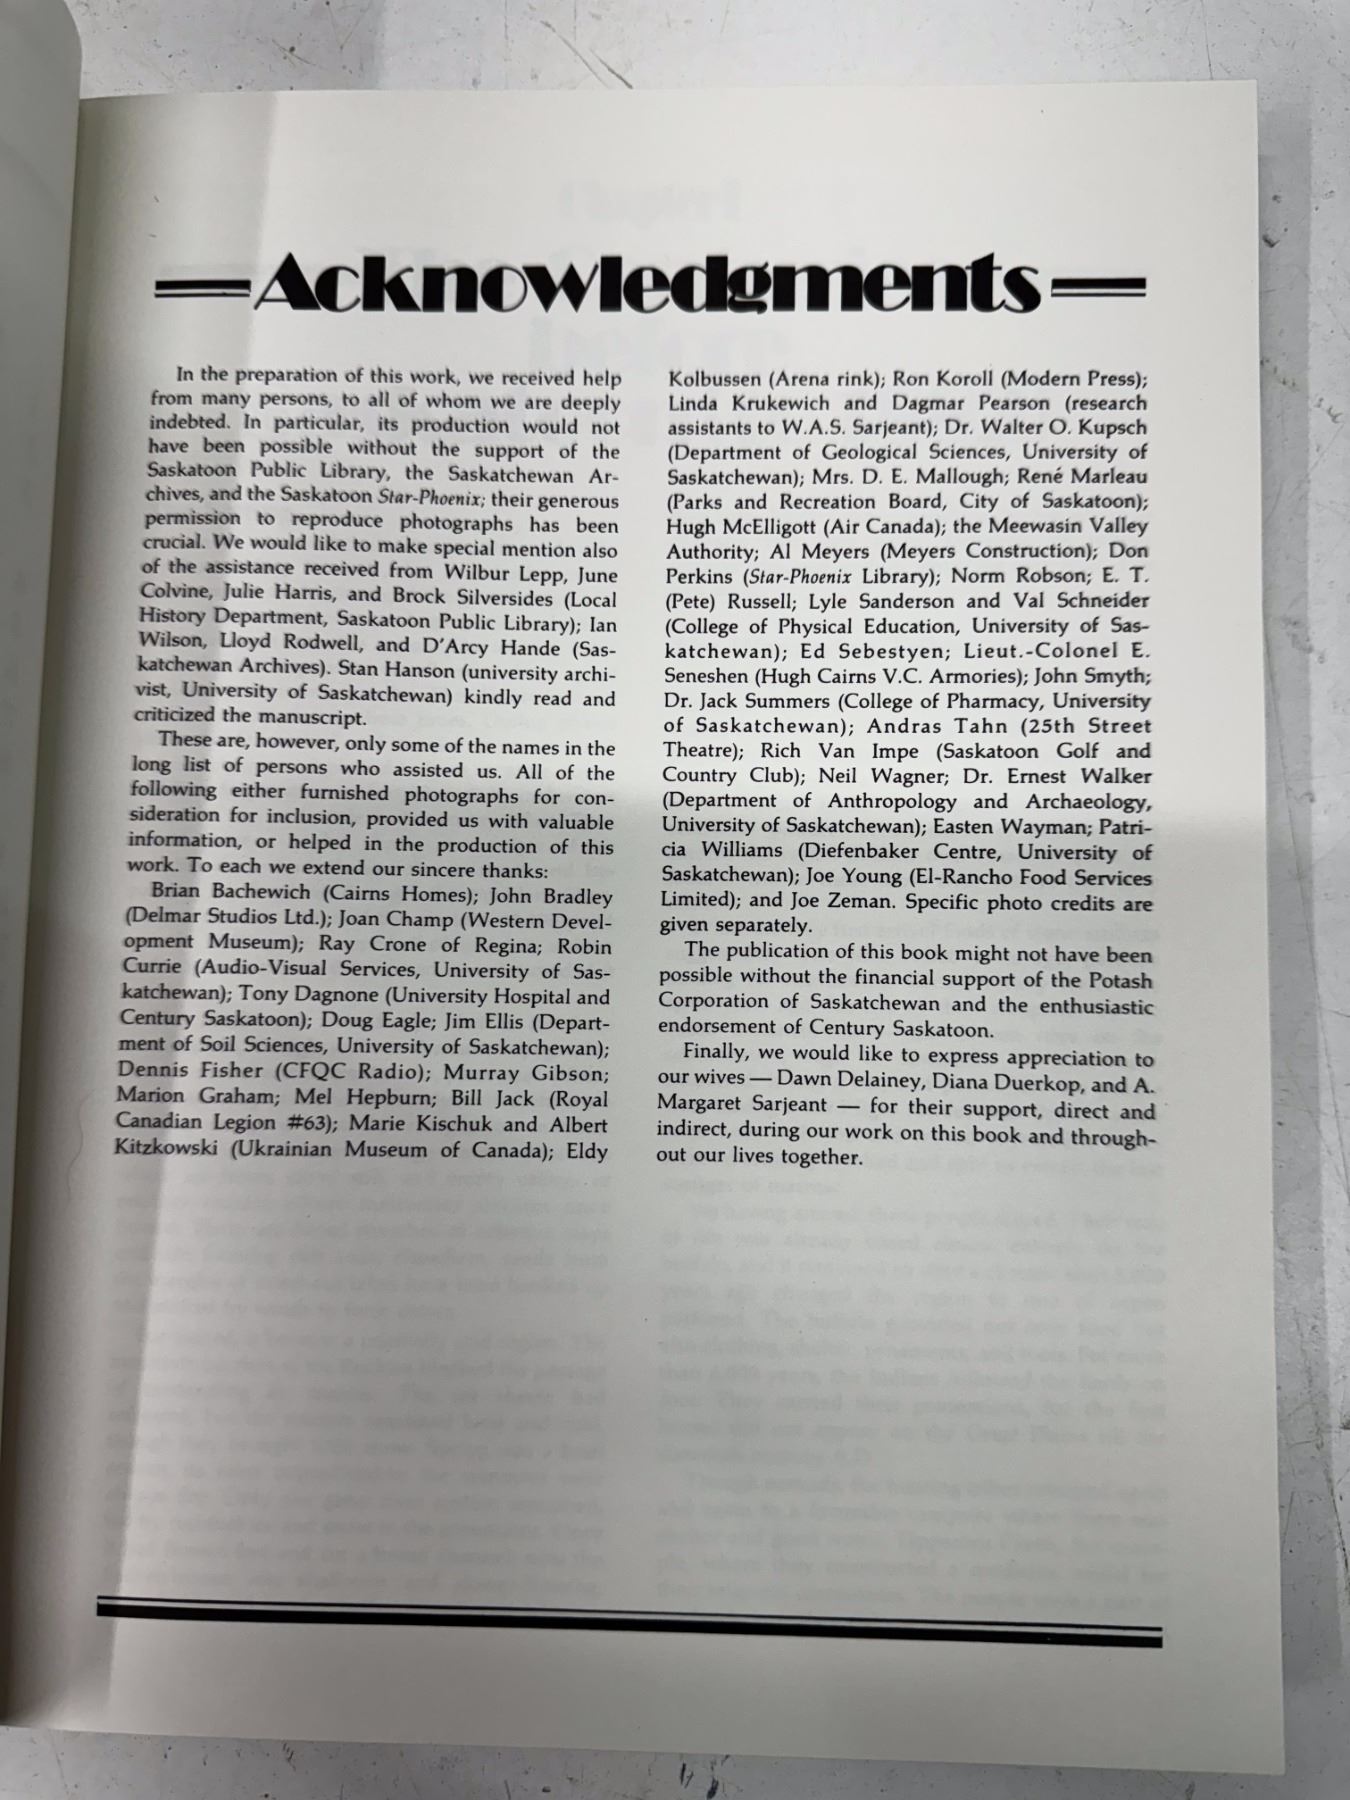 Acknowledgments
In the preparation of this work, we received help
from many persons, to all of whom we are deeply
indebted. In particular, its production would not
have been possible without the support of the
Saskatoon Public Library, the Saskatchewan Ar-
chives, and the Saskatoon Star-Phoenix; their generous
permission to reproduce photographs has been
crucial. We would like to make special mention also
of the assistance received from Wilbur Lepp, June
Colvine, Julie Harris, and Brock Silversides (Local
History Department, Saskatoon Public Library); Ian
Wilson, Lloyd Rodwell, and D'Arcy Hande (Sas-
katchewan Archives). Stan Hanson (university archi-
vist, University of Saskatchewan) kindly read and
criticized the manuscript.
These are, however, only some of the names in the
long list of persons who assisted us. All of the
following either furnished photographs for con-
sideration for inclusion, provided us with valuable
information, or helped in the production of this
work. To each we extend our sincere thanks:
Brian Bachewich (Cairns Homes); John Bradley
(Delmar Studios Ltd.); Joan Champ (Western Devel-
opment Museum); Ray Crone of Regina; Robin
Currie (Audio-Visual Services, University of Sas-
katchewan); Tony Dagnone (University Hospital and
Century Saskatoon); Doug Eagle; Jim Ellis (Depart-
ment of Soil Sciences, University of Saskatchewan);
Dennis Fisher (CFQC Radio); Murray Gibson;
Marion Graham; Mel Hepburn; Bill Jack (Royal
Canadian Legion #63); Marie Kischuk and Albert
Kitzkowski (Ukrainian Museum of Canada); Eldy
Kolbussen (Arena rink); Ron Koroll (Modern Press);
Linda Krukewich and Dagmar Pearson (research
assistants to W.A.S. Sarjeant); Dr. Walter O. Kupsch
(Department of Geological Sciences, University of
Saskatchewan); Mrs. D. E. Mallough; René Marleau
(Parks and Recreation Board, City of Saskatoon);
Hugh McElligott (Air Canada); the Meewasin Valley
Authority; Al Meyers (Meyers Construction); Don
Perkins (Star-Phoenix Library); Norm Robson; E. T.
(Pete) Russell; Lyle Sanderson and Val Schneider
(College of Physical Education, University of Sas-
katchewan); Ed Sebestyen; Lieut.-Colonel E.
Seneshen (Hugh Cairns V.C. Armories); John Smyth;
Dr. Jack Summers (College of Pharmacy, University
of Saskatchewan); Andras Tahn (25th Street
Theatre); Rich Van Impe (Saskatoon Golf and
Country Club); Neil Wagner; Dr. Ernest Walker
(Department of Anthropology and Archaeology,
University of Saskatchewan); Easten Wayman; Patri-
cia Williams (Diefenbaker Centre, University of
Saskatchewan); Joe Young (El-Rancho Food Services
Limited); and Joe Zeman. Specific photo credits are
given separately.
The publication of this book might not have been
possible without the financial support of the Potash
Corporation of Saskatchewan and the enthusiastic
endorsement of Century Saskatoon.
Finally, we would like to express appreciation to
our wives — Dawn Delainey, Diana Duerkop, and A.
Margaret Sarjeant — for their support, direct and
indirect, during our work on this book and through-
out our lives together.